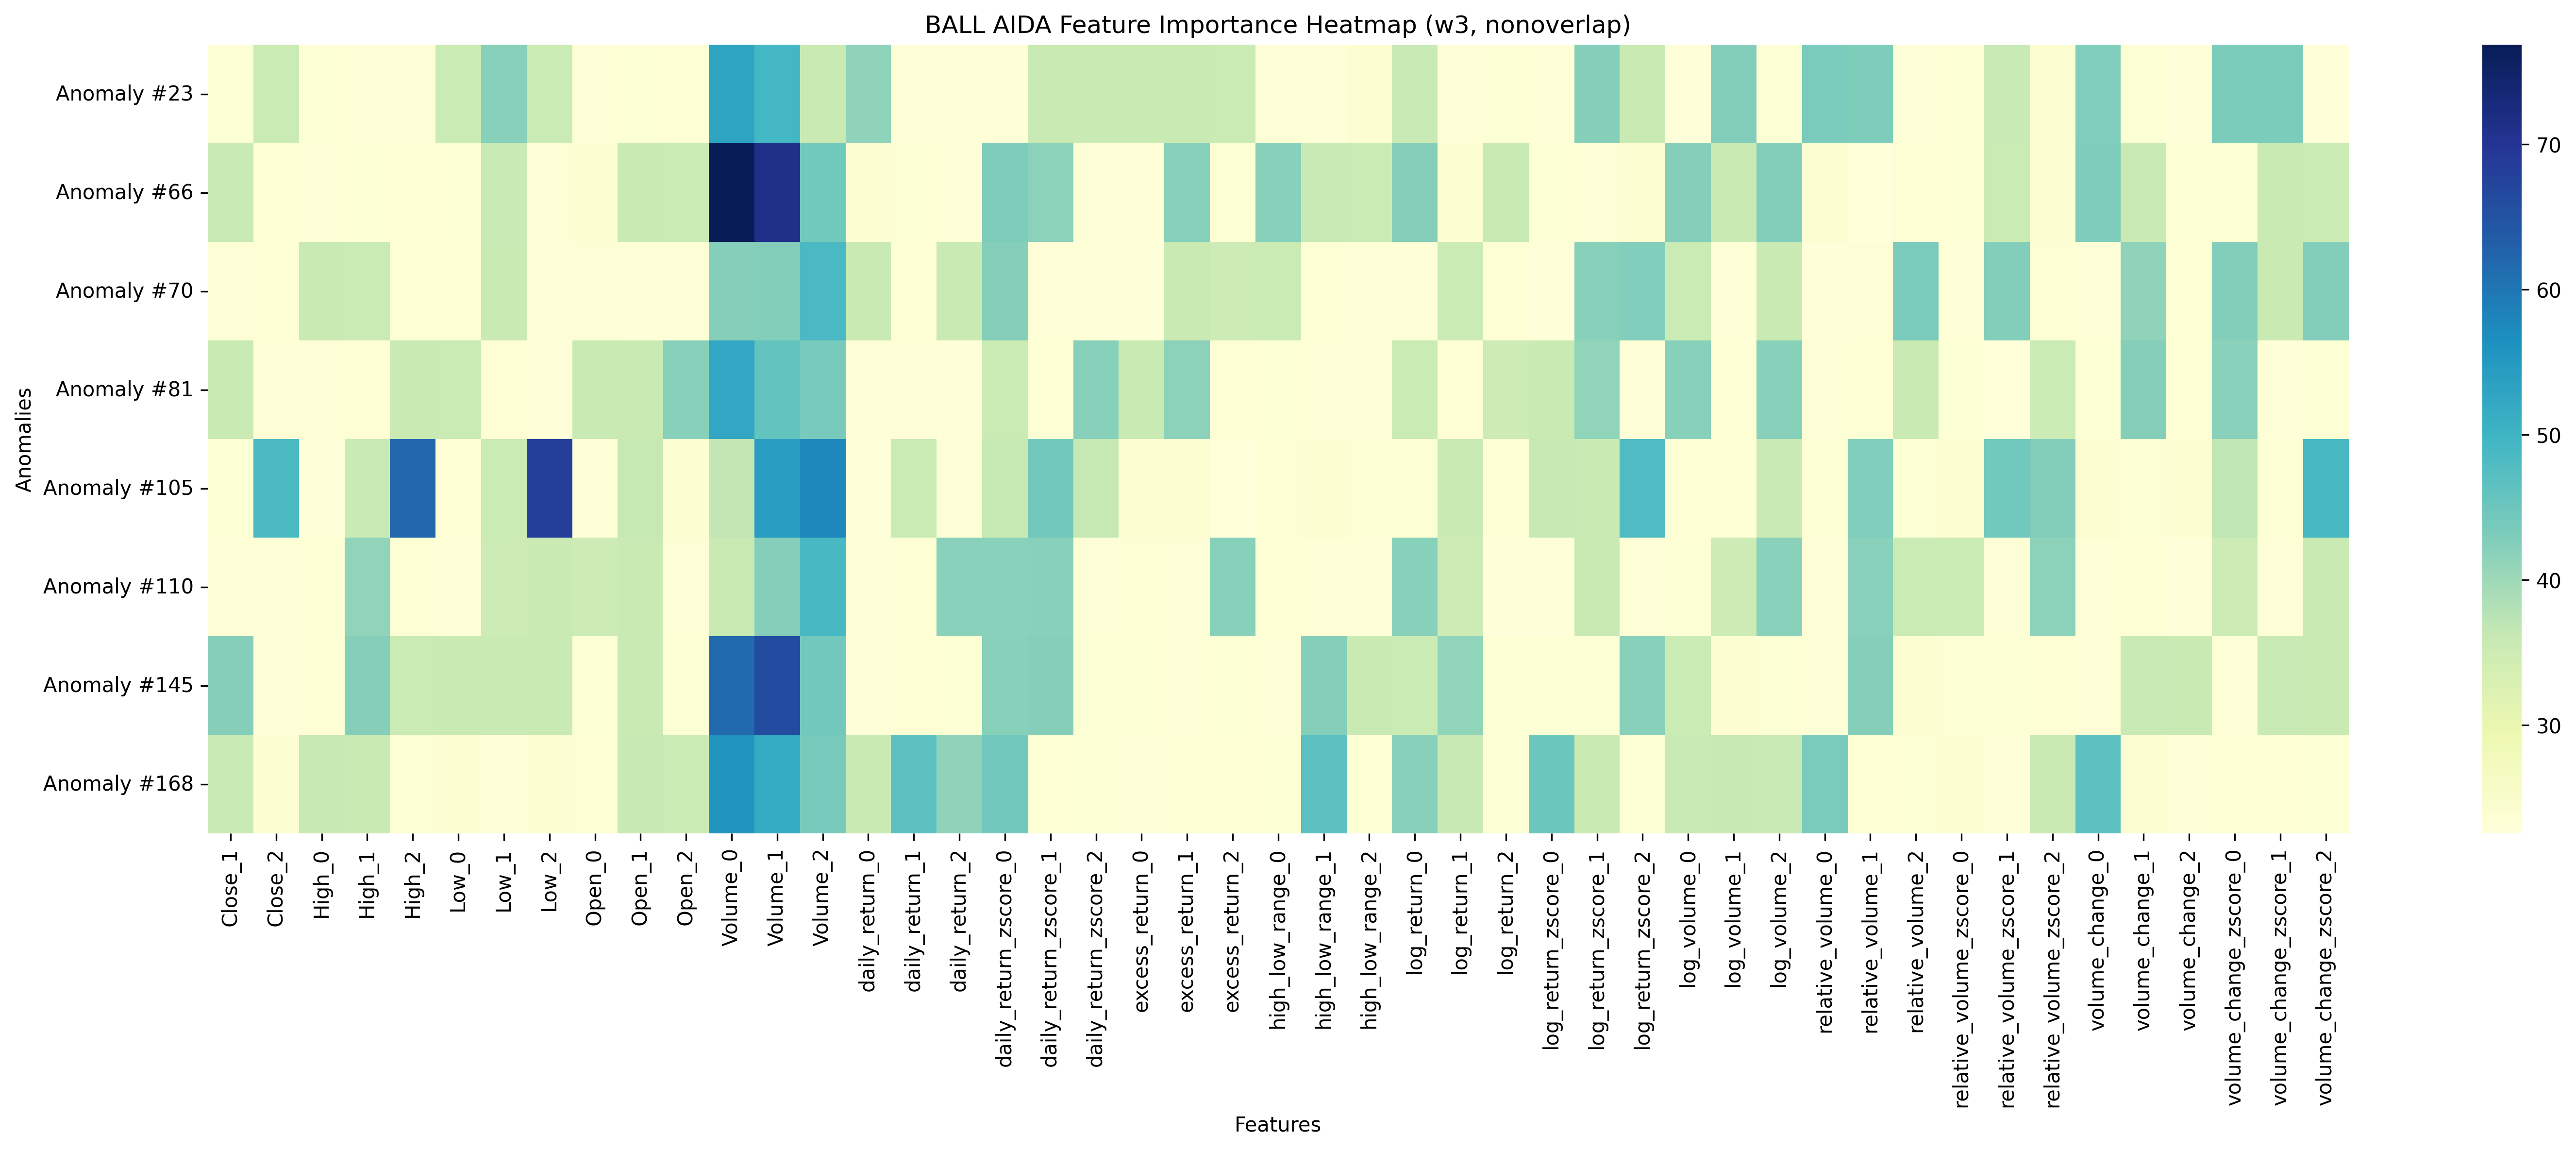 BALL AIDA Feature Importance Heatmap (w3, nonoverlap)
Anomalies
Anomaly #23
Anomaly #66
Anomaly #70
Anomaly #81
Anomaly #105
Anomaly #110
Anomaly #145
Anomaly #168
70
60
50
40
30
Close_1
Close_2
High_0
High_1
High_2
Low_0
Low_1
Low_2
Open_0
Open_1
Open_2
Volume_0
Volume_1
Volume_2
daily_return_0
daily_return_1
daily_return_2
daily_return_zscore_0
daily_return_zscore_1
daily_return_zscore_2
excess_return_0
excess_return_1
excess_return_2
high_low_range_0
high_low_range_1
high_low_range_2
log_return_0
log_return_1
log_return_2
log_return_zscore_0
log_return_zscore_1
log_return_zscore_2
log_volume_0
log_volume_1
log_volume_2
relative_volume_0
relative_volume_1
relative_volume_2
relative_volume_zscore_0
relative_volume_zscore_1
relative_volume_zscore_2
volume_change_0
volume_change_1
volume_change_2
volume_change_zscore_0
volume_change_zscore_1
volume_change_zscore_2
Features